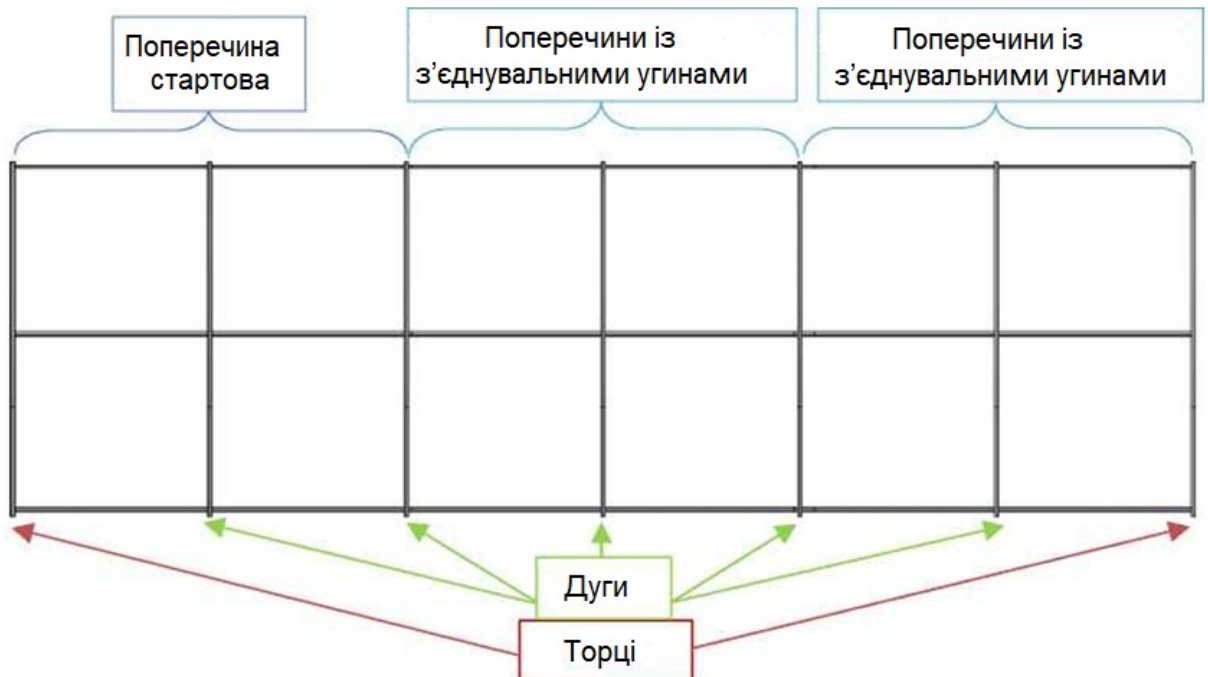 Поперечина
стартова
Поперечини із
з’єднувальними угинами
Поперечини із
з’єднувальними угинами
Дуги
Торці